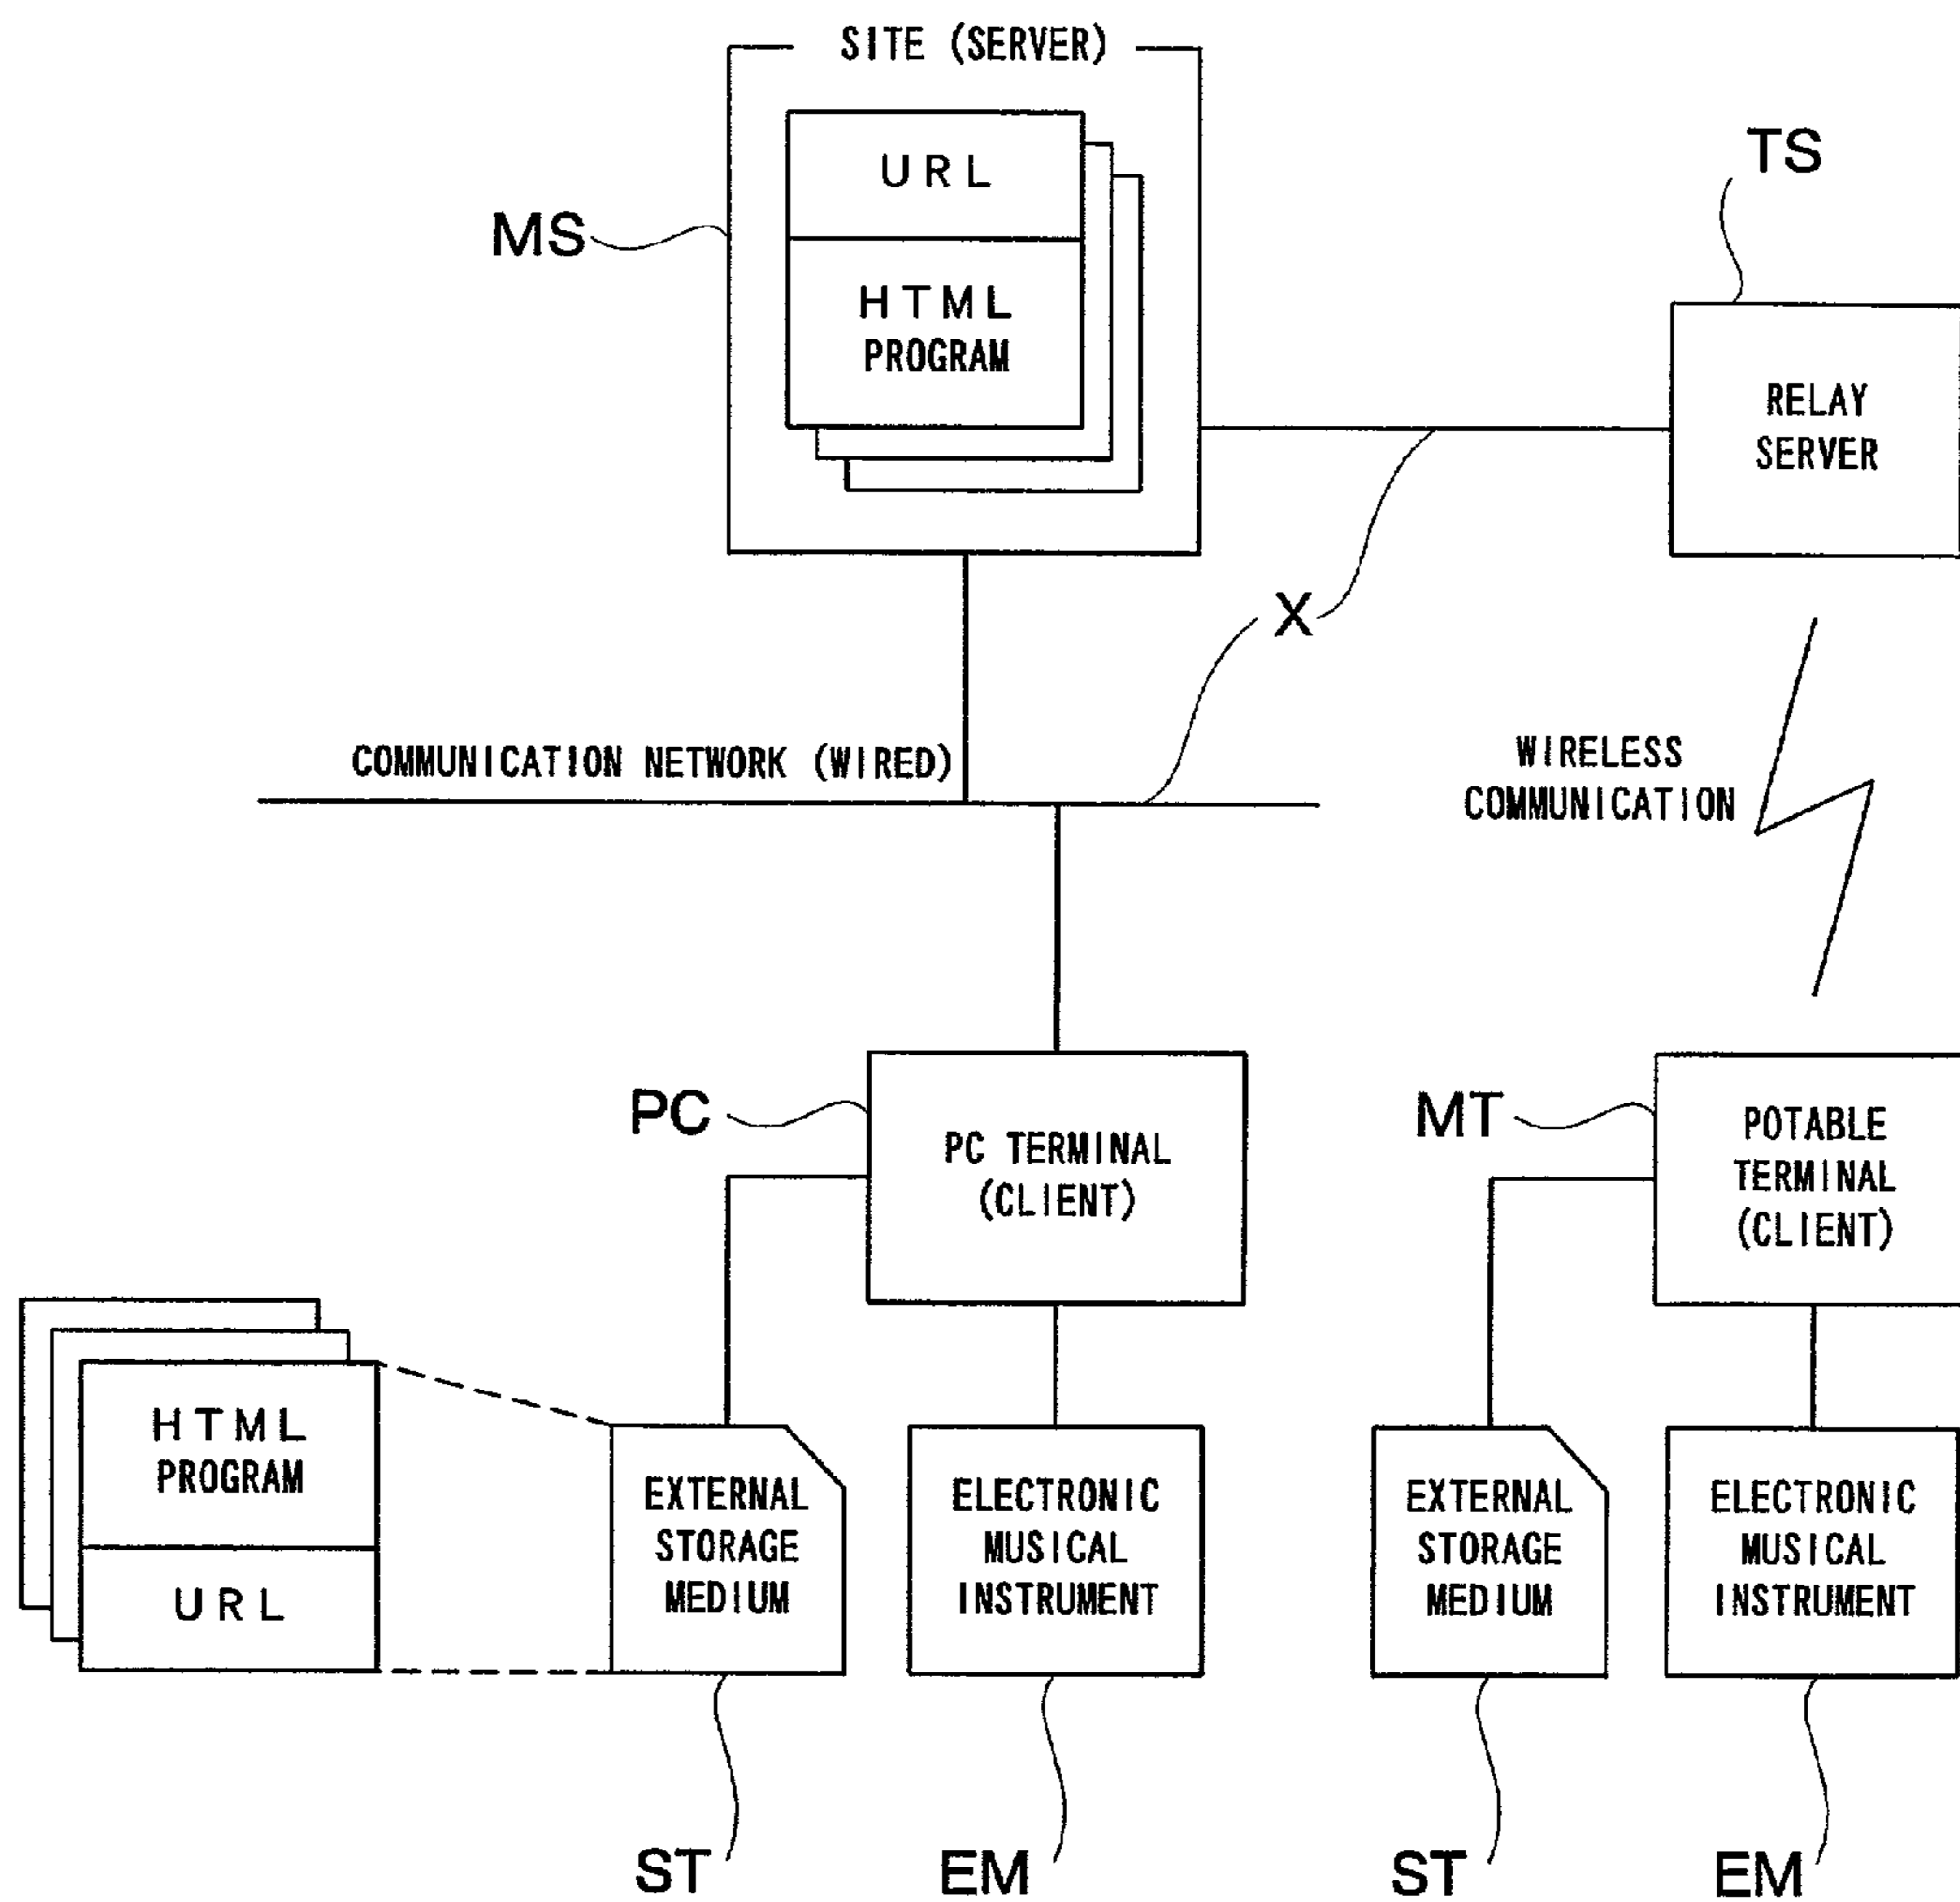 SITE (SERVER)
URL
HTML
PROGRAM
MS
TS
RELAY
SERVER
X
COMMUNICATION NETWORK (WIRED)
WIRELESS
COMMUNICATION
PC
PC TERMINAL
(CLIENT)
MT
POTABLE
TERMINAL
(CLIENT)
HTML
PROGRAM
URL
EXTERNAL
STORAGE
MEDIUM
ELECTRONIC
MUSICAL
INSTRUMENT
EXTERNAL
STORAGE
MEDIUM
ELECTRONIC
MUSICAL
INSTRUMENT
ST
EM
ST
EM